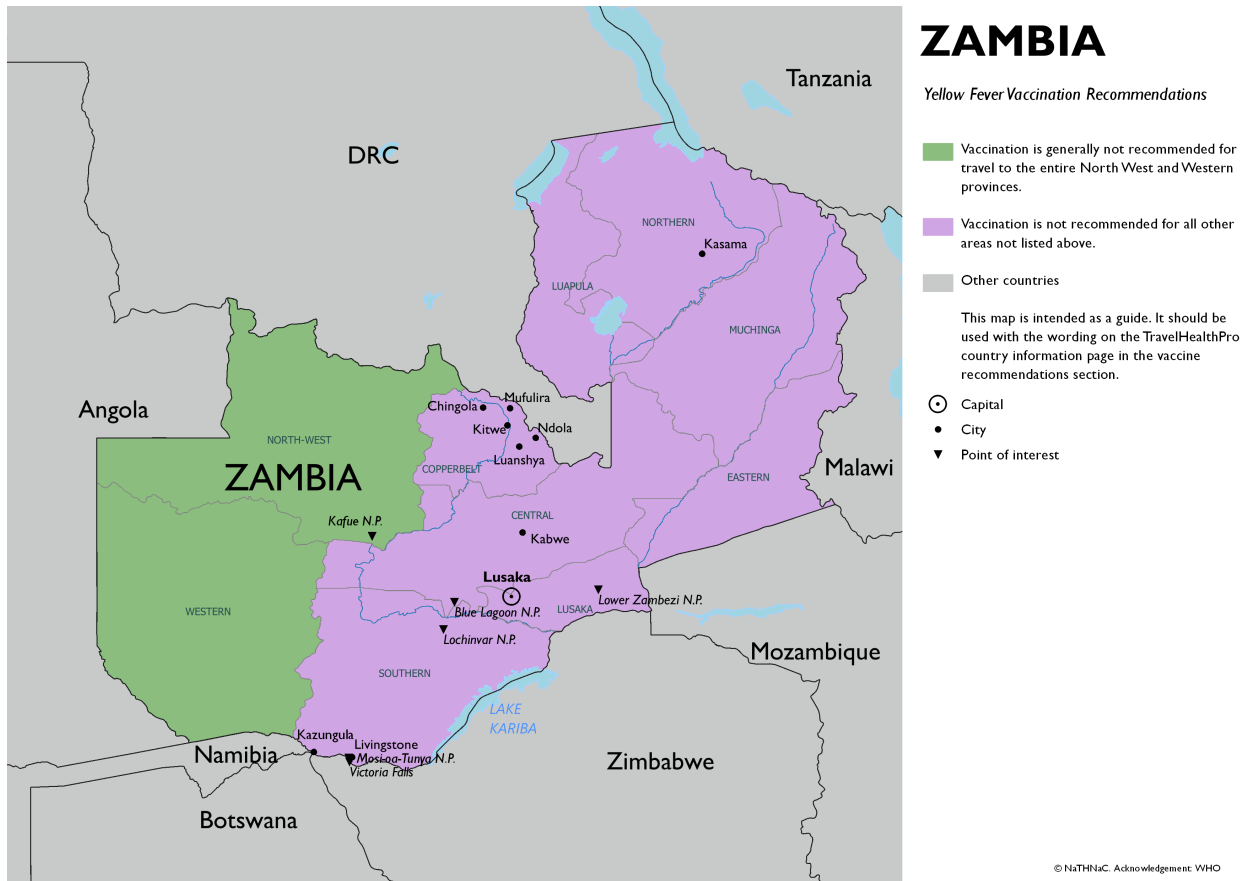 ZAMBIA
Yellow Fever Vaccination Recommendations
Vaccination is generally not recommended for
travel to the entire North West and Western
provinces.
Vaccination is not recommended for all other
areas not listed above.
Other countries
This map is intended as a guide. It should be
used with the wording on the TravelHealthPro
country information page in the vaccine
recommendations section.
Capital
City
Point of interest
Tanzania
DRC
NORTHERN
Kasama
LUAPULA
MUCHINGA
Angola
Chingola
Mufulira
Kitwe
Ndola
Luanshya
NORTH-WEST
COPPERBELT
ZAMBIA
EASTERN
Malawi
Kafue N.P.
CENTRAL
Kabwe
Lusaka
Lower Zambezi N.P.
WESTERN
Blue Lagoon N.P.
LUSAKA
Lochinvar N.P.
Mozambique
SOUTHERN
LAKE
KARIBA
Kazungula
Livingstone
Namibia
Mosi-oa-Tunya N.P.
Victoria Falls
Zimbabwe
Botswana
© NaTHNaC. Acknowledgement: WHO